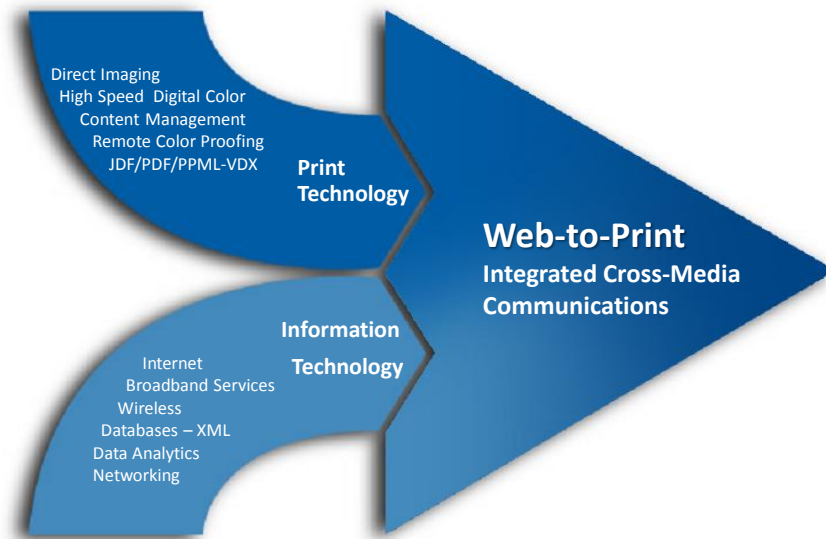 Direct Imaging
High Speed Digital Color
Content Management
Remote Color Proofing
JDF/PDF/PPML-VDX
Print
Technology
Web-to-Print
Integrated Cross-Media
Communications
Information
Technology
Internet
Broadband Services
Wireless
Databases – XML
Data Analytics
Networking